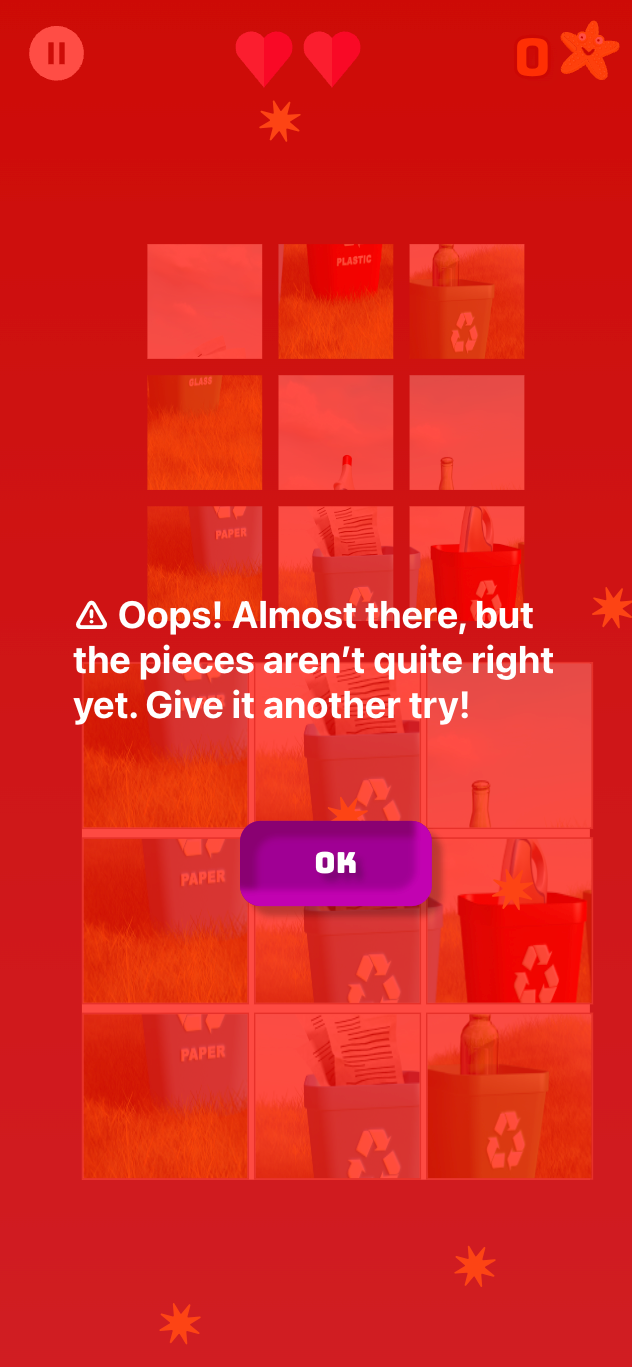 0
PLASTIC
GLASS
PAPER
⚠ Oops! Almost there, but
the pieces aren’t quite right
yet. Give it another try!
OK
PAPER
PAPER